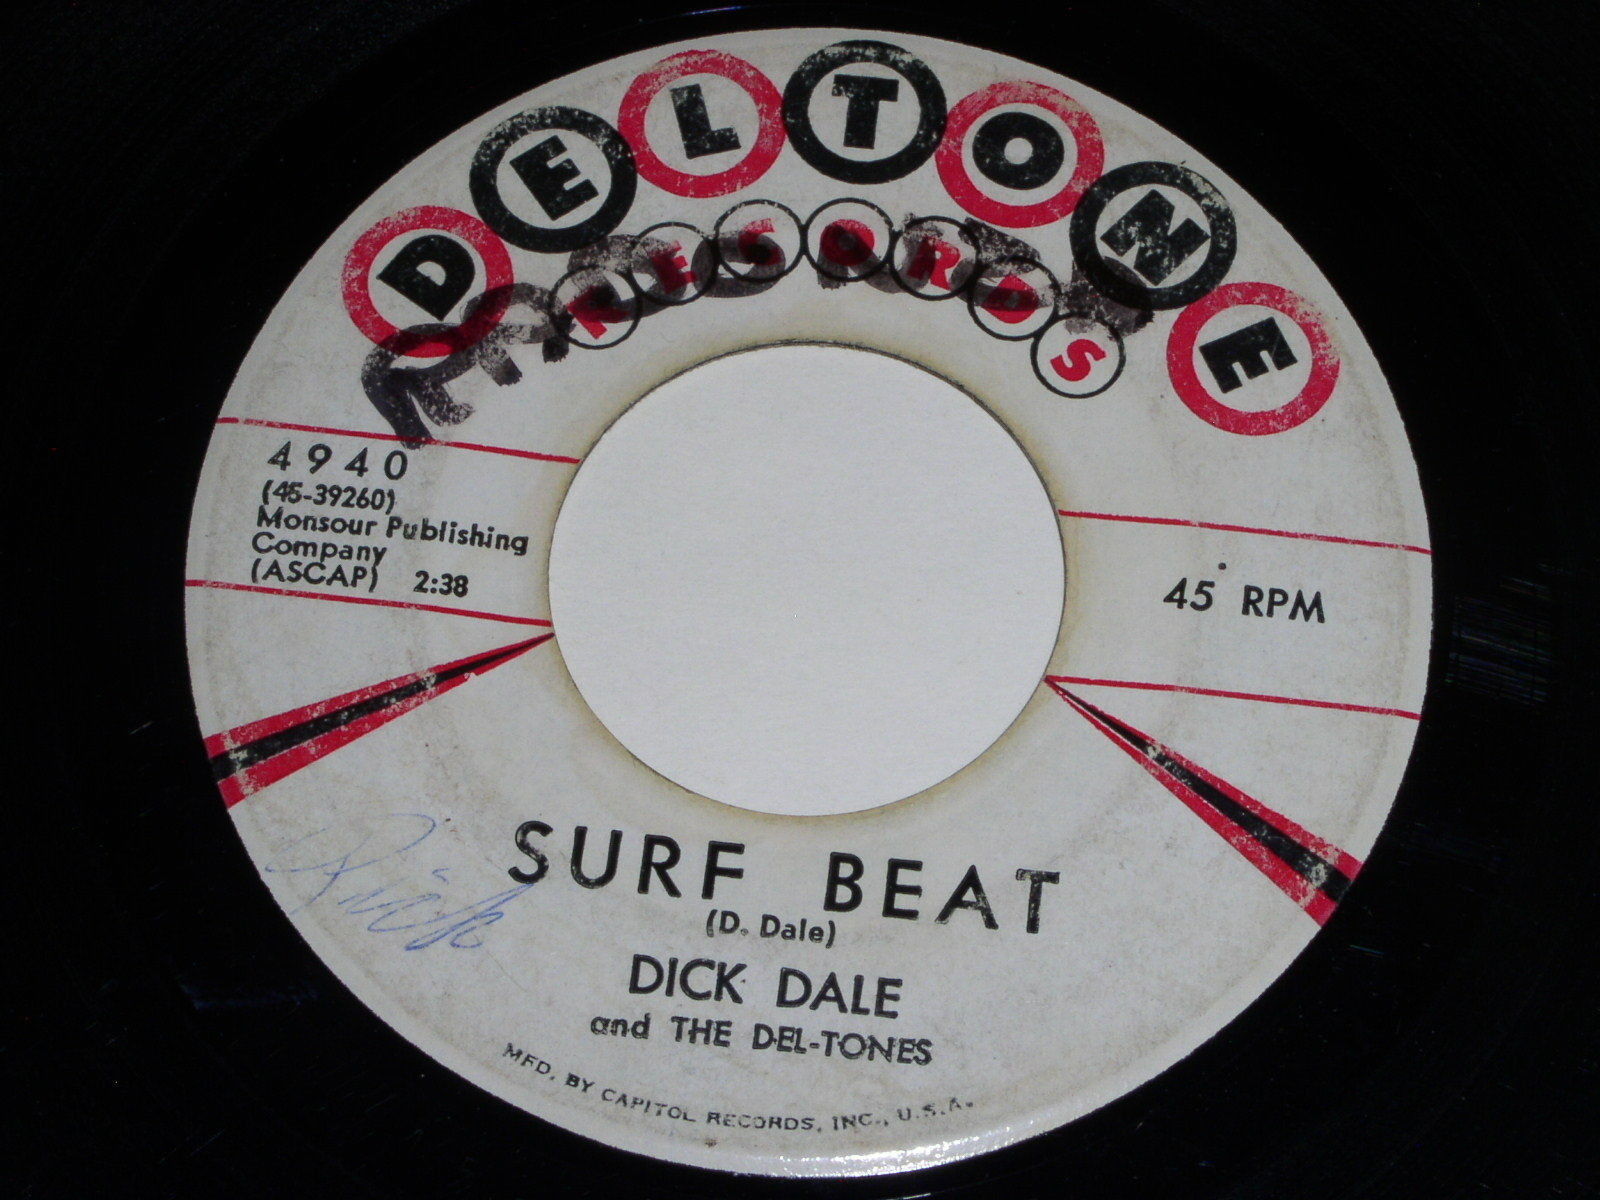 DELTONE
RECORDS
4940
(45-39260)
Monsour Publishing
Company
(ASCAP) 2:38
45 RPM
SURF BEAT
(D. Dale)
DICK DALE
and THE DEL-TONES
MFD. BY CAPITOL RECORDS, INC., U.S.A.